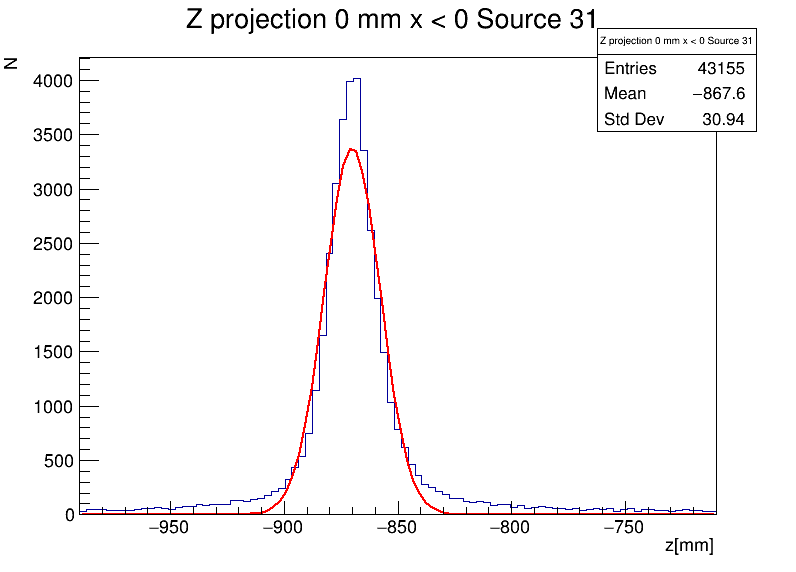 Z projection 0 mm x < 0 Source 31
Z projection 0 mm x < 0 Source 31
Entries 43155
Mean −867.6
Std Dev 30.94
N
4000
3500
3000
2500
2000
1500
1000
500
0
−950 −900 −850 −800 −750
z[mm]